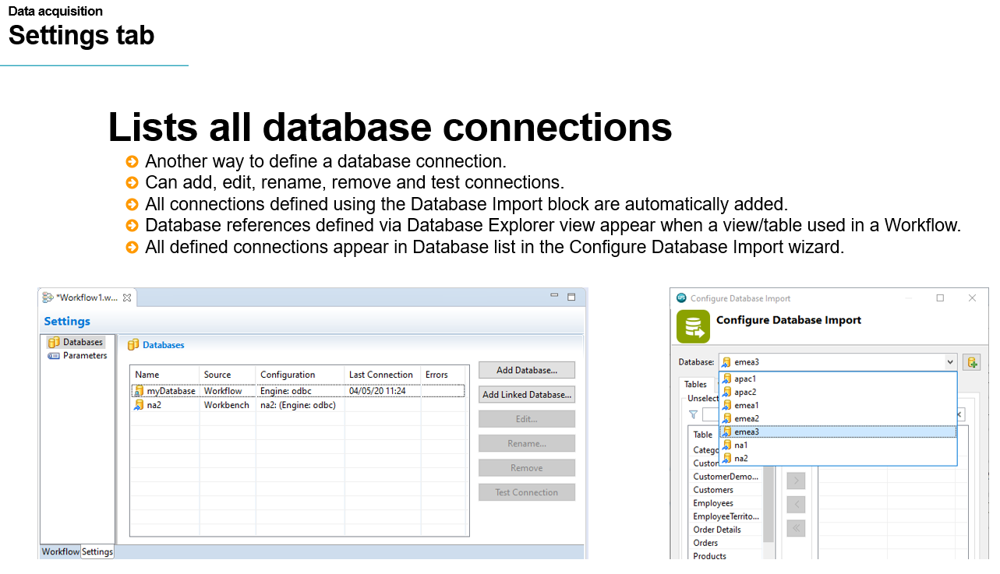 Data acquisition
Settings tab
Lists all database connections
Another way to define a database connection.
Can add, edit, rename, remove and test connections.
All connections defined using the Database Import block are automatically added.
Database references defined via Database Explorer view appear when a view/table used in a Workflow.
All defined connections appear in Database list in the Configure Database Import wizard.
*Workflow1.w...
Settings
Databases
Parameters
Databases
Name Source Configuration Last Connection Errors
myDatabase Workflow Engine: odbc 04/05/20 11:24
na2 Workbench na2: (Engine: odbc)
Add Database...
Add Linked Database...
Edit...
Rename...
Remove
Test Connection
Workflow Settings
Configure Database Import
Configure Database Import
Database: emea3
apac1
apac2
emea1
emea2
emea3
na1
na2
Tables
Unselect
Table
Catego
Custor
CustomerDemo...
Customers
Employees
EmployeeTerrito...
Order Details
Orders
Products